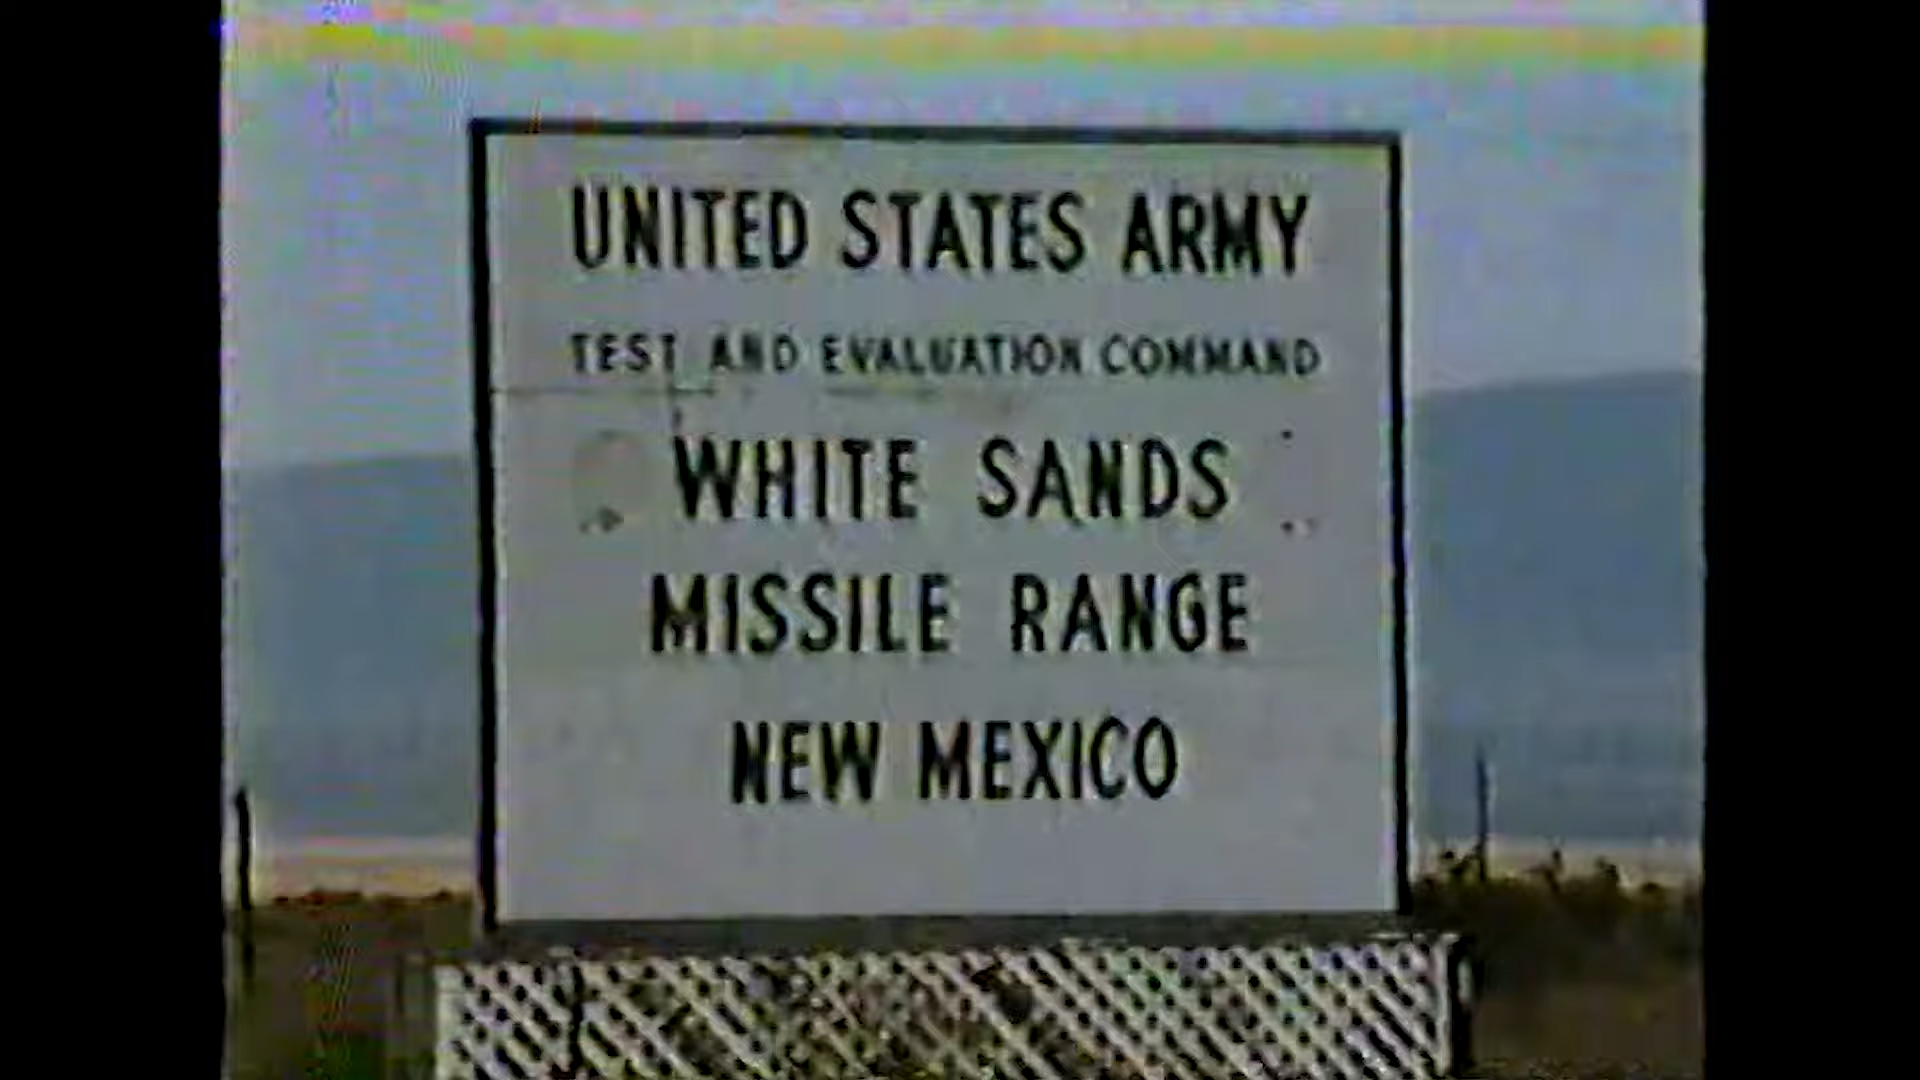 UNITED STATES ARMY
TEST AND EVALUATION COMMAND
WHITE SANDS
MISSILE RANGE
NEW MEXICO